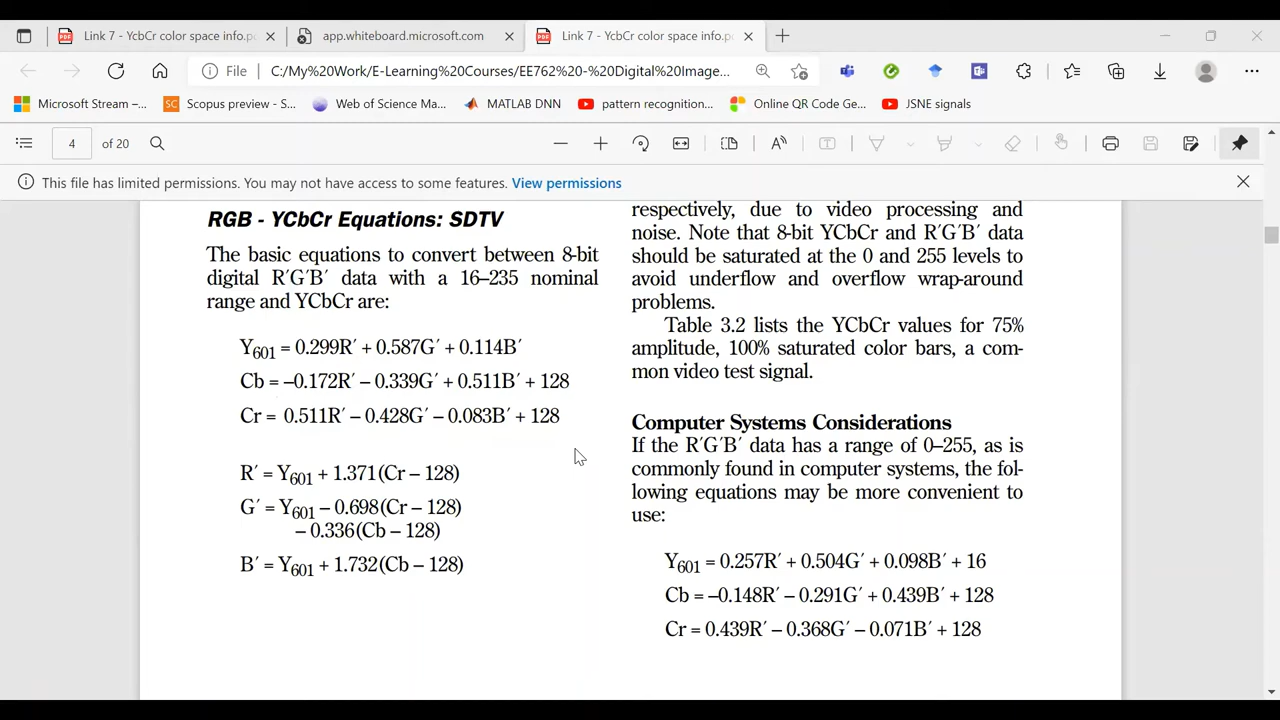 Link 7 - YcbCr color space info.pdf
app.whiteboard.microsoft.com
Link 7 - YcbCr color space info.pdf
File
C:/My%20Work/E-Learning%20Courses/EE762%20-%20Digital%20Image...
Microsoft Stream –...
Scopus preview - S...
Web of Science Ma...
MATLAB DNN
pattern recognition...
Online QR Code Ge...
JSNE signals
4 of 20
This file has limited permissions. You may not have access to some features. View permissions
RGB - YCbCr Equations: SDTV
The basic equations to convert between 8-bit
digital R′G′B′ data with a 16–235 nominal
range and YCbCr are:
Y601 = 0.299R′ + 0.587G′ + 0.114B′
Cb = –0.172R′ – 0.339G′ + 0.511B′ + 128
Cr = 0.511R′ – 0.428G′ – 0.083B′ + 128
R′ = Y601 + 1.371(Cr – 128)
G′ = Y601 – 0.698(Cr – 128)
– 0.336(Cb – 128)
B′ = Y601 + 1.732(Cb – 128)
respectively, due to video processing and
noise. Note that 8-bit YCbCr and R′G′B′ data
should be saturated at the 0 and 255 levels to
avoid underflow and overflow wrap-around
problems.
Table 3.2 lists the YCbCr values for 75%
amplitude, 100% saturated color bars, a com-
mon video test signal.
Computer Systems Considerations
If the R′G′B′ data has a range of 0–255, as is
commonly found in computer systems, the fol-
lowing equations may be more convenient to
use:
Y601 = 0.257R′ + 0.504G′ + 0.098B′ + 16
Cb = –0.148R′ – 0.291G′ + 0.439B′ + 128
Cr = 0.439R′ – 0.368G′ – 0.071B′ + 128